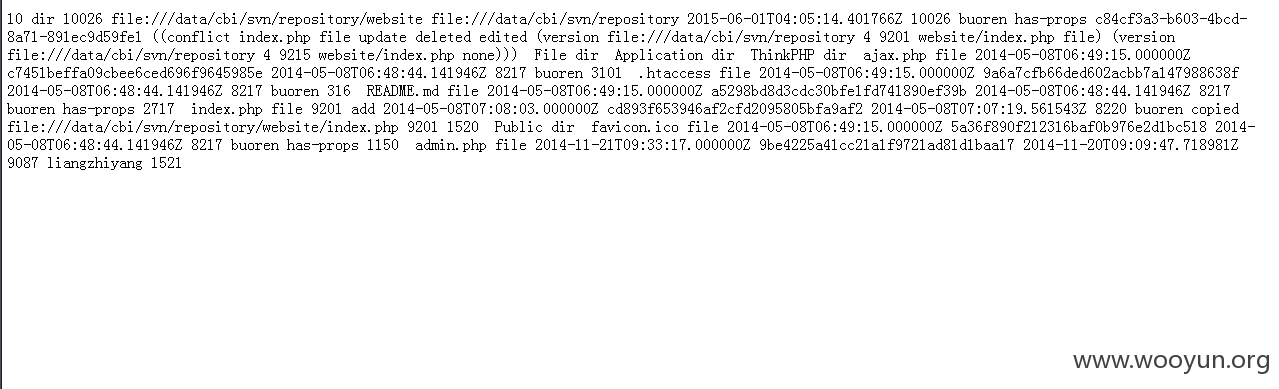 10 dir 10026 file:///data/cbi/svn/repository/website file:///data/cbi/svn/repository 2015-06-01T04:05:14.401766Z 10026 buoren has-props c84cf3a3-b603-4bcd-
8a71-891ec9d59fe1 ((conflict index.php file update deleted edited (version file:///data/cbi/svn/repository 4 9201 website/index.php file) (version
file:///data/cbi/svn/repository 4 9215 website/index.php none))) File dir Application dir ThinkPHP dir ajax.php file 2014-05-08T06:49:15.000000Z
c7451beffa09cbee6ced696f9645985e 2014-05-08T06:48:44.141946Z 8217 buoren 3101 .htaccess file 2014-05-08T06:49:15.000000Z 9a6a7cfb66ded602acbb7a147988638f
2014-05-08T06:48:44.141946Z 8217 buoren 316 README.md file 2014-05-08T06:49:15.000000Z a5298bd8d3cdc30bfe1fd741890ef39b 2014-05-08T06:48:44.141946Z 8217
buoren has-props 2717 index.php file 9201 add 2014-05-08T07:08:03.000000Z cd893f653946af2cfd2095805bfa9af2 2014-05-08T07:07:19.561543Z 8220 buoren copied
file:///data/cbi/svn/repository/website/index.php 9201 1520 Public dir favicon.ico file 2014-05-08T06:49:15.000000Z 5a36f890f212316baf0b976e2d1bc518 2014-
05-08T06:48:44.141946Z 8217 buoren has-props 1150 admin.php file 2014-11-21T09:33:17.000000Z 9be4225a41cc21a1f9721ad81d1baa17 2014-11-20T09:09:47.718981Z
9087 liangzhiyang 1521
www.wooyun.org